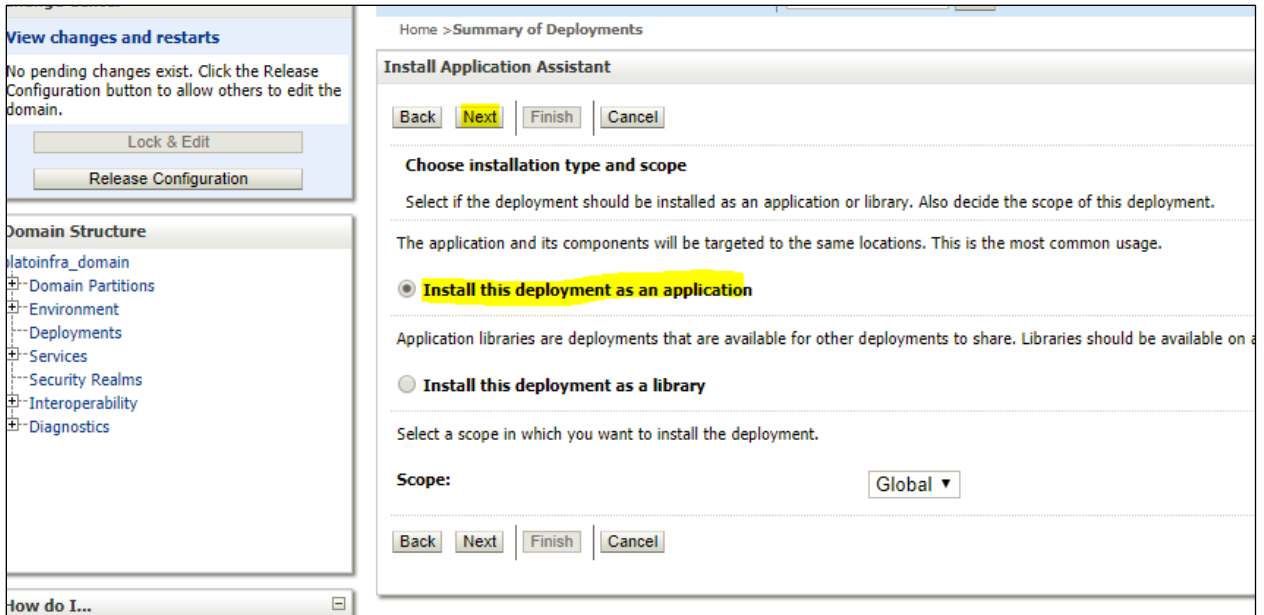 View changes and restarts
No pending changes exist. Click the Release
Configuration button to allow others to edit the
domain.
Lock & Edit
Release Configuration
Domain Structure
platoinfra_domain
Domain Partitions
Environment
Deployments
Services
Security Realms
Interoperability
Diagnostics
How do I...
Home >Summary of Deployments
Install Application Assistant
Back Next Finish Cancel
Choose installation type and scope
Select if the deployment should be installed as an application or library. Also decide the scope of this deployment.
The application and its components will be targeted to the same locations. This is the most common usage.
Install this deployment as an application
Application libraries are deployments that are available for other deployments to share. Libraries should be available on a
Install this deployment as a library
Select a scope in which you want to install the deployment.
Scope: Global
Back Next Finish Cancel